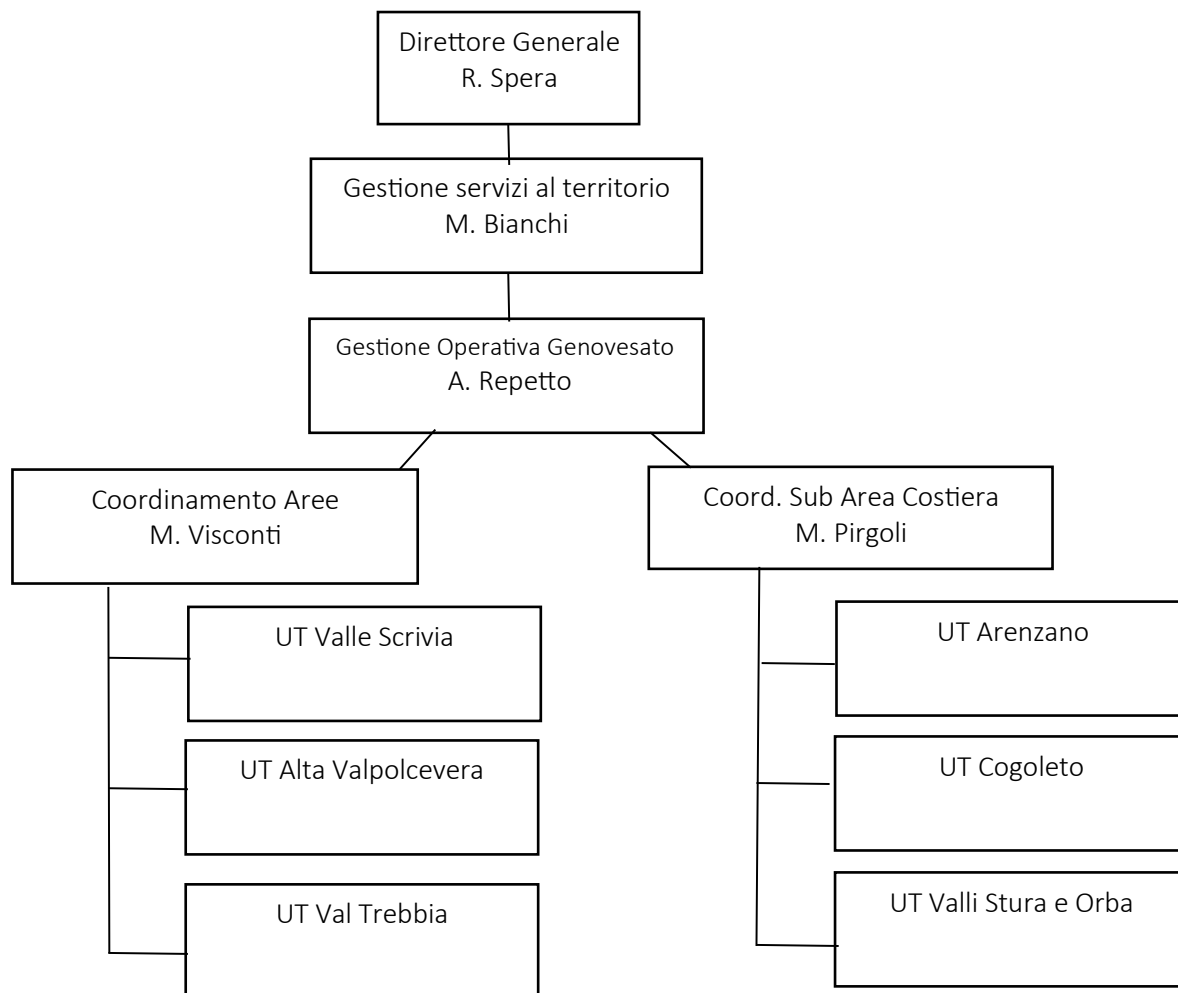 Direttore Generale
R. Spera
Gestione servizi al territorio
M. Bianchi
Gestione Operativa Genovesato
A. Repetto
Coordinamento Aree
M. Visconti
Coord. Sub Area Costiera
M. Pirgoli
UT Valle Scrivia
UT Alta Valpolcevera
UT Val Trebbia
UT Arenzano
UT Cogoleto
UT Valli Stura e Orba